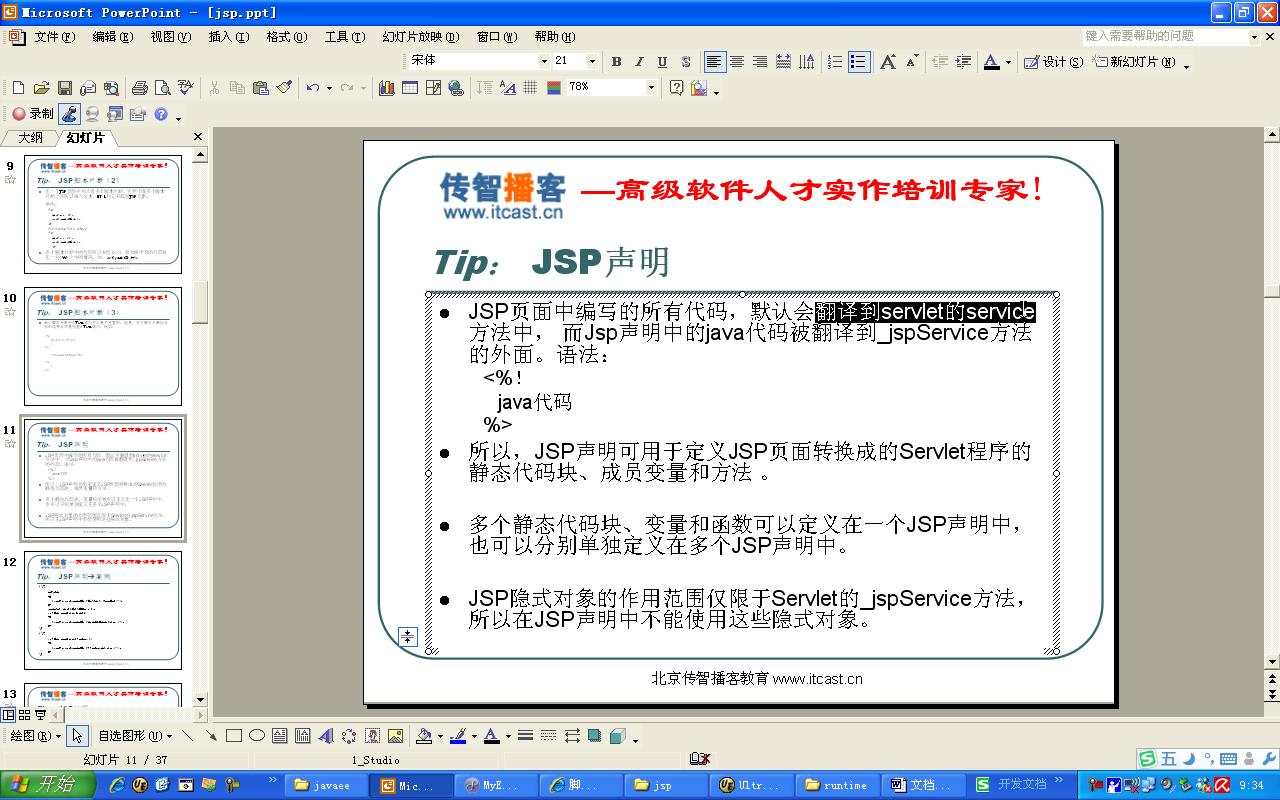 Microsoft PowerPoint - [jsp.ppt]
文件(F) 编辑(E) 视图(V) 插入(I) 格式(O) 工具(T) 幻灯片放映(D) 窗口(W) 帮助(H) 键入需要帮助的问题
宋体 21 B I U S A A A 设计(S) 新幻灯片(N)
78%
录制
大纲 幻灯片
9
10
11
12
13
传智播客 —高级软件人才实作培训专家!
www.itcast.cn
Tip: JSP声明
JSP页面中编写的所有代码，默认会翻译到servlet的service
方法中， 而Jsp声明中的java代码被翻译到_jspService方法
的外面。语法：
<%!
java代码
%>
所以，JSP声明可用于定义JSP页面转换成的Servlet程序的
静态代码块、成员变量和方法 。
多个静态代码块、变量和函数可以定义在一个JSP声明中，
也可以分别单独定义在多个JSP声明中。
JSP隐式对象的作用范围仅限于Servlet的_jspService方法，
所以在JSP声明中不能使用这些隐式对象。
北京传智播客教育 www.itcast.cn
绘图(R) 自选图形(U)
幻灯片 11 / 37 1_Studio
五
开始 javaee Mic... MyE... 脚... jsp Ultr... runtime 文档... 开发文档 9:34